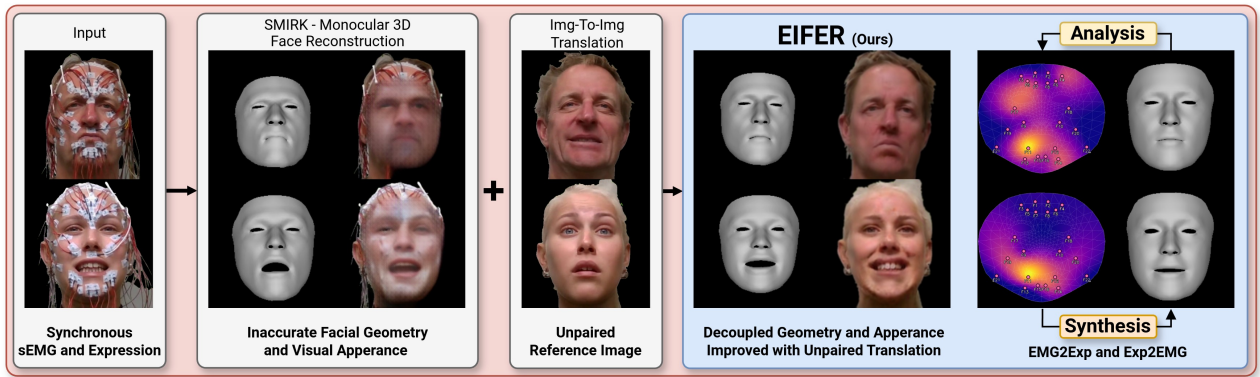 Input
Synchronous
sEMG and Expression
SMIRK - Monocular 3D
Face Reconstruction
Inaccurate Facial Geometry
and Visual Apperance
+
Img-To-Img
Translation
Unpaired
Reference Image
EIFER (Ours)
Decoupled Geometry and Apperance
Improved with Unpaired Translation
Analysis
Synthesis
EMG2Exp and Exp2EMG